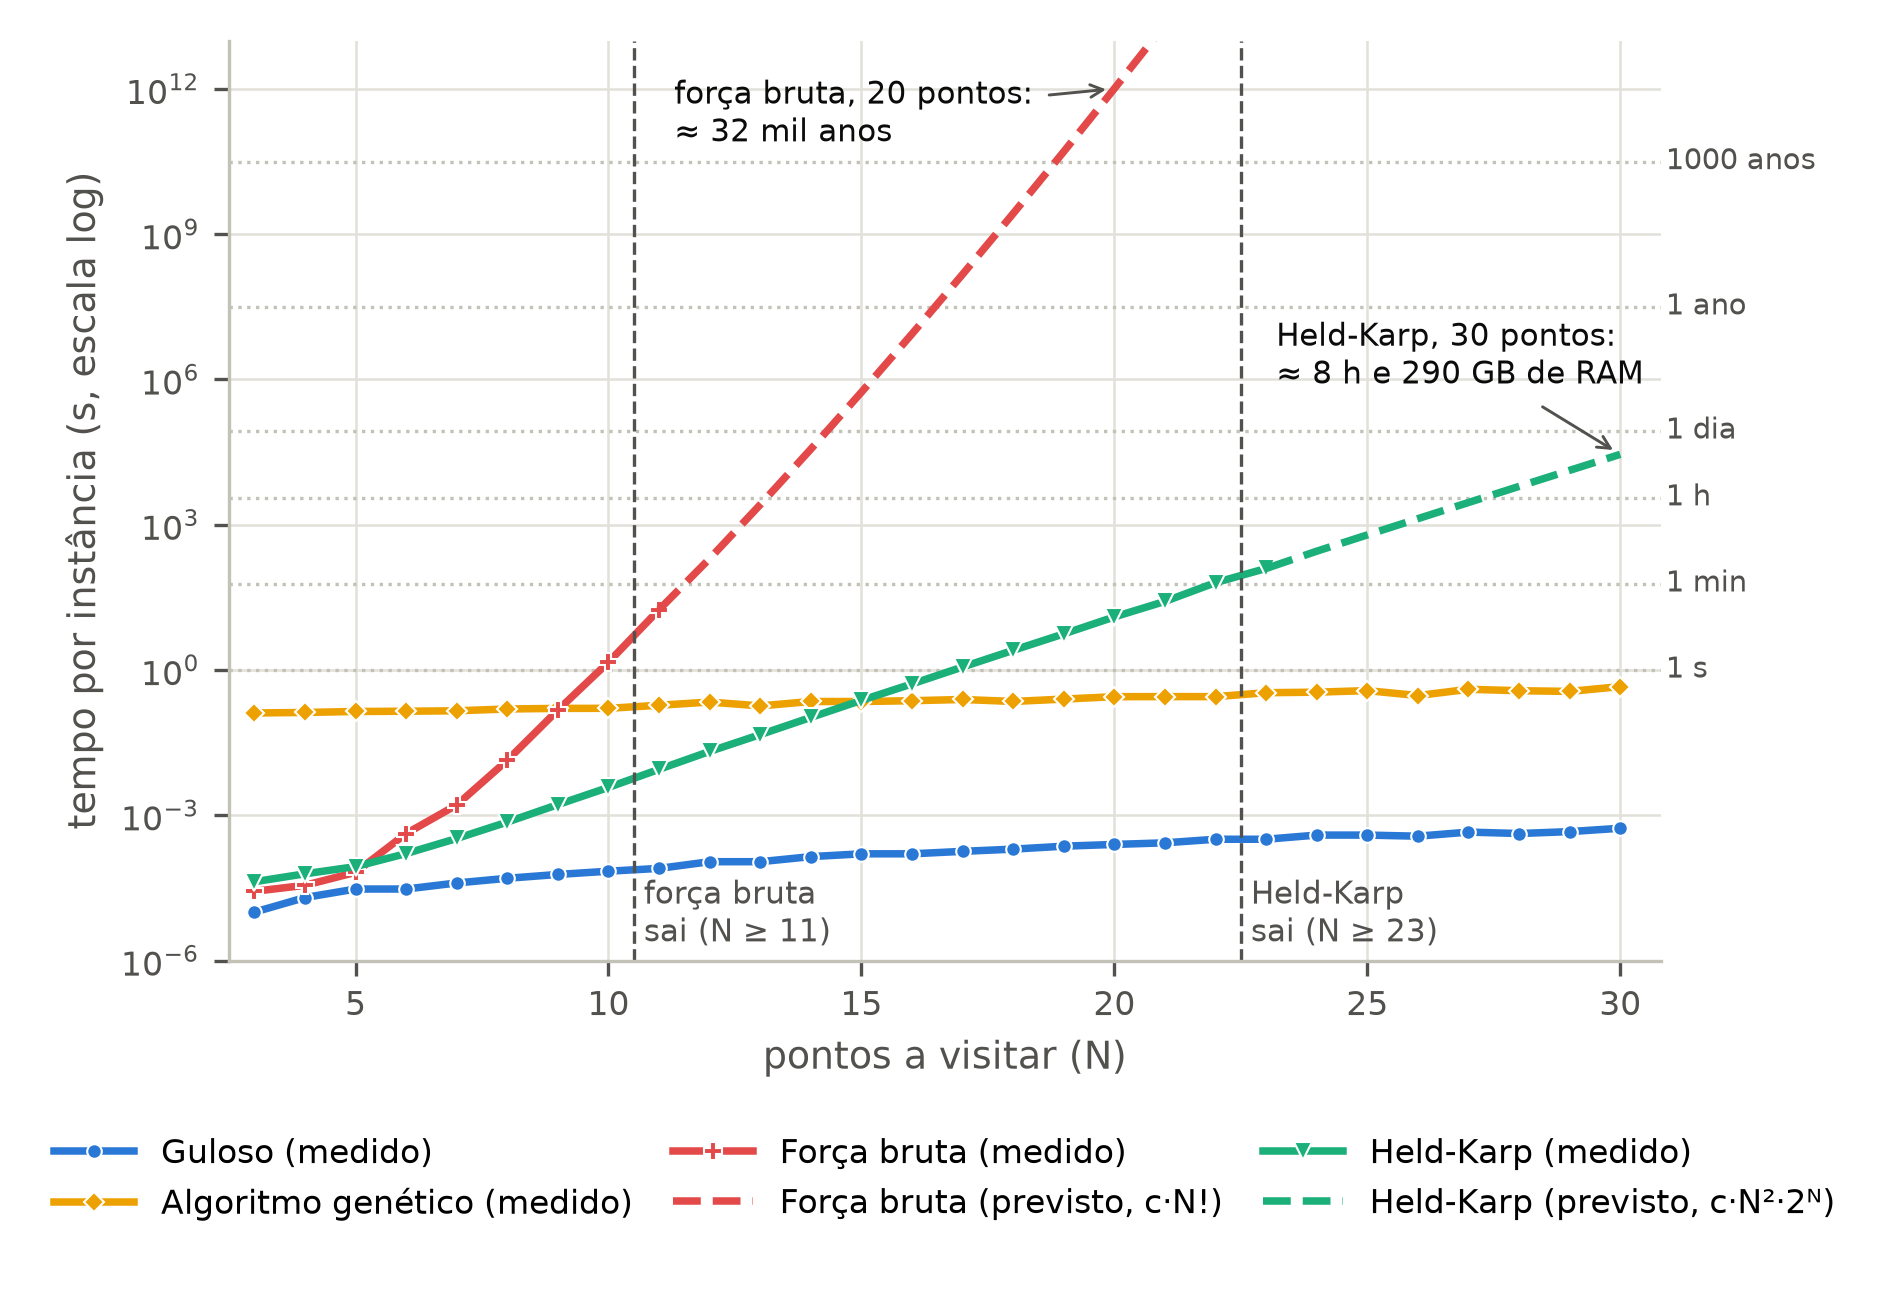 tempo por instância (s, escala log)
10¹²
10⁹
10⁶
10³
10⁰
10⁻³
10⁻⁶
força bruta, 20 pontos:
≈ 32 mil anos
1000 anos
1 ano
Held-Karp, 30 pontos:
≈ 8 h e 290 GB de RAM
1 dia
1 h
1 min
1 s
força bruta
sai (N ≥ 11)
Held-Karp
sai (N ≥ 23)
5 10 15 20 25 30
pontos a visitar (N)
Guloso (medido)
Algoritmo genético (medido)
Força bruta (medido)
Força bruta (previsto, c·N!)
Held-Karp (medido)
Held-Karp (previsto, c·N²·2ᴺ)